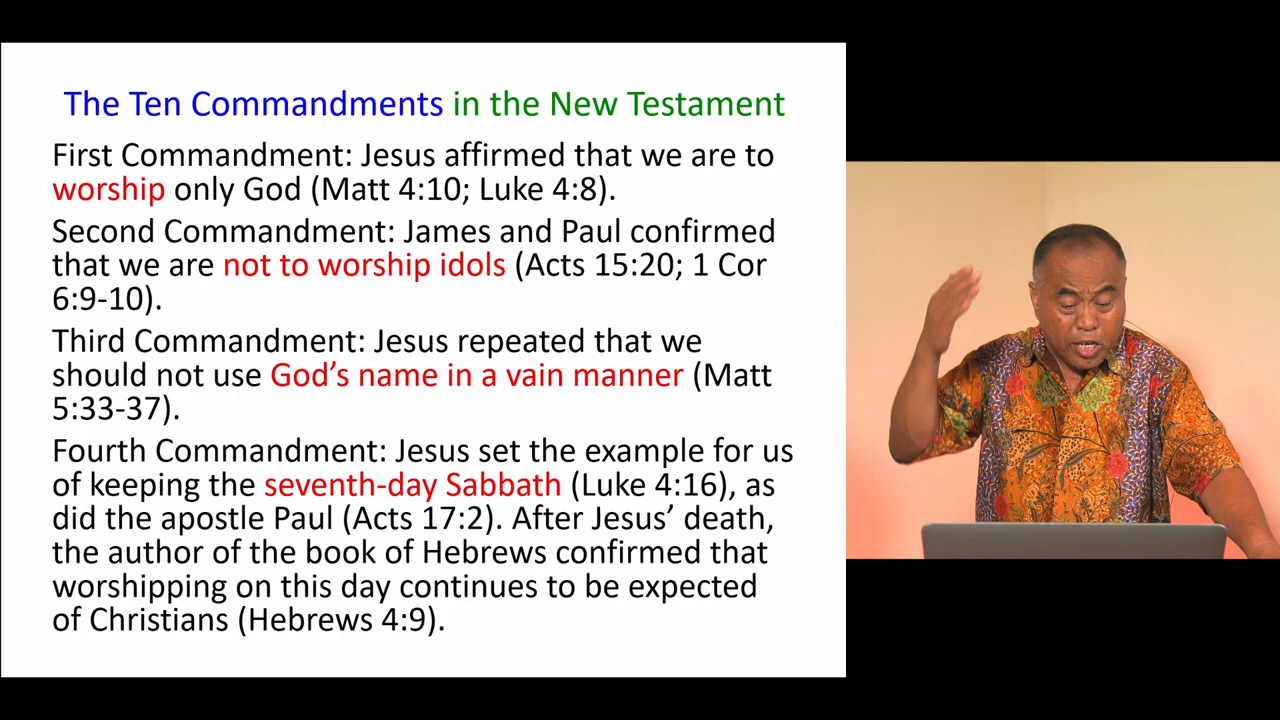 The Ten Commandments in the New Testament
First Commandment: Jesus affirmed that we are to
worship only God (Matt 4:10; Luke 4:8).
Second Commandment: James and Paul confirmed
that we are not to worship idols (Acts 15:20; 1 Cor
6:9-10).
Third Commandment: Jesus repeated that we
should not use God’s name in a vain manner (Matt
5:33-37).
Fourth Commandment: Jesus set the example for us
of keeping the seventh-day Sabbath (Luke 4:16), as
did the apostle Paul (Acts 17:2). After Jesus’ death,
the author of the book of Hebrews confirmed that
worshipping on this day continues to be expected
of Christians (Hebrews 4:9).